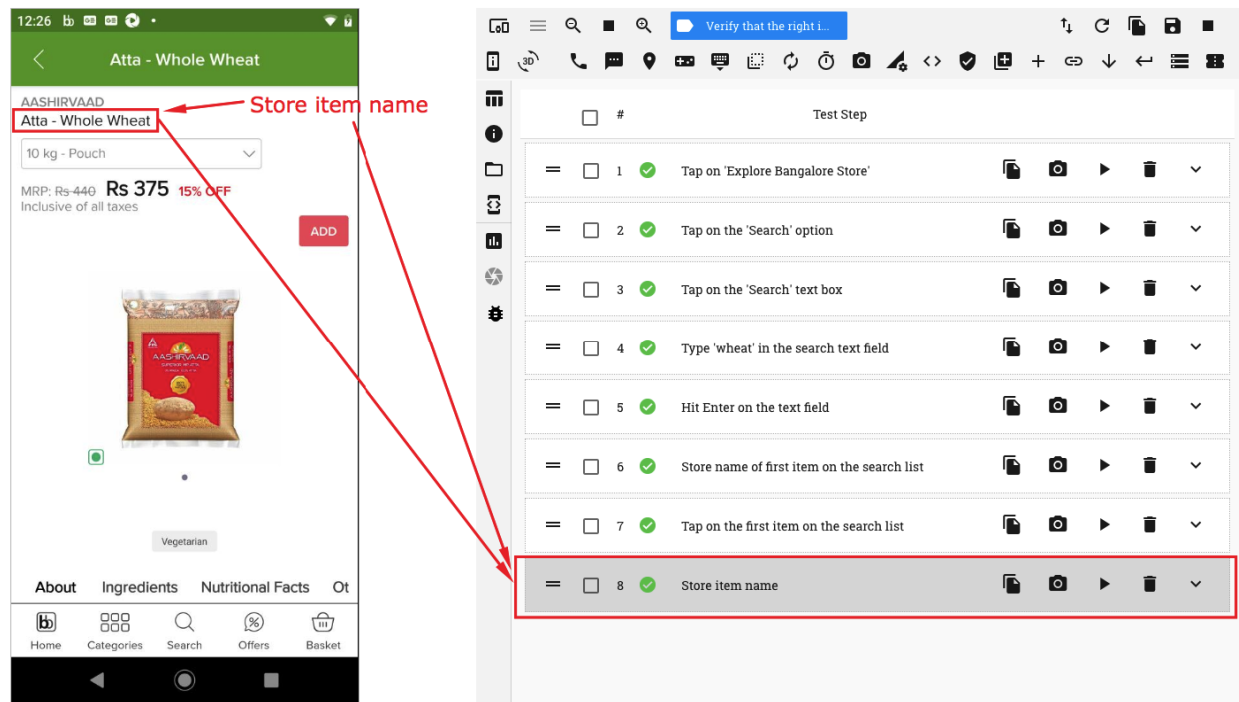 12:26
Atta - Whole Wheat
AASHIRVAAD
Atta - Whole Wheat
Store item name
10 kg - Pouch
MRP: Rs 440 Rs 375 15% OFF
Inclusive of all taxes
ADD
AASHIRVAAD
Vegetarian
About Ingredients Nutritional Facts Ot
bb
Home Categories Search Offers Basket
Verify that the right i...
3D
# Test Step
1 Tap on 'Explore Bangalore Store'
2 Tap on the 'Search' option
3 Tap on the 'Search' text box
4 Type 'wheat' in the search text field
5 Hit Enter on the text field
6 Store name of first item on the search list
7 Tap on the first item on the search list
8 Store item name